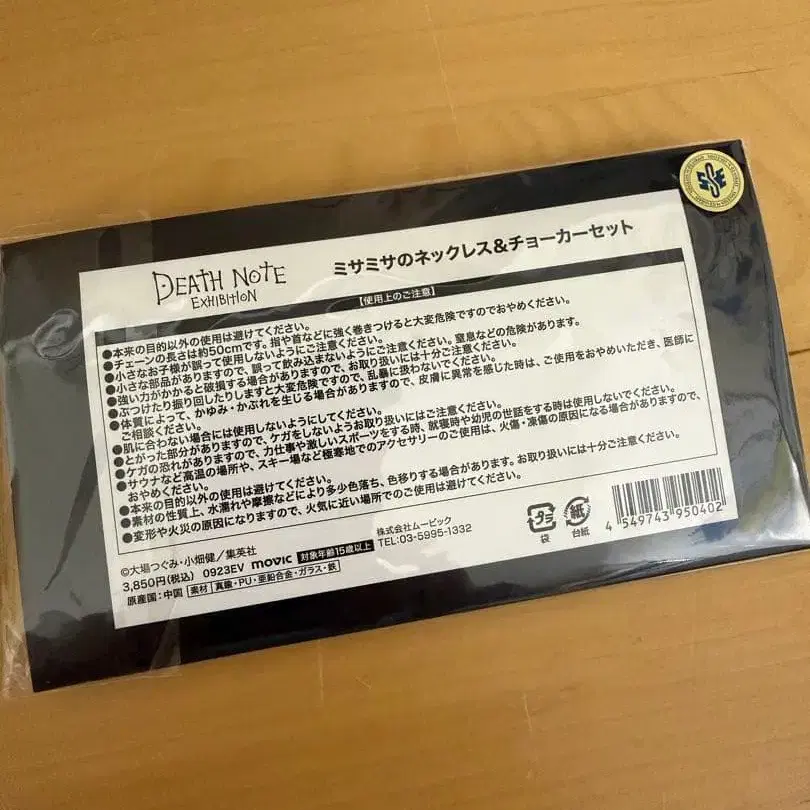 DEATH NOTE
EXHIBITION
ミサミサのネックレス&チョーカーセット
【使用上のご注意】
●本来の目的以外の使用は避けてください。
●チェーンの長さは約50cmです。指や首などに強く巻きつけると大変危険ですのでおやめください。
●小さなお子様が誤って使用しないようにご注意ください。
●小さな部品がありますので、誤って飲み込まないようにご注意ください。窒息などの危険があります。
●強い力がかかると破損する場合がありますので、お取り扱いには十分ご注意ください。
●ぶつけたり振り回したりしますと大変危険ですので、乱暴に扱わないでください。
●体質によって、かゆみ・かぶれを生じる場合がありますので、皮膚に異常を感じた時は、ご使用をおやめいただき、医師に
ご相談ください。
●肌に合わない場合には使用しないようにしてください。
●とがった部分がありますので、ケガをしないようお取り扱いにはご注意ください。
●ケガの恐れがありますので、力仕事や激しいスポーツをする時、就寝時や幼児の世話をする時は使用しないでください。
●サウナなど高温の場所や、スキー場など極寒地でのアクセサリーのご使用は、火傷・凍傷の原因になる場合がありますので、
おやめください。
●本来の目的以外の使用は避けてください。
●素材の性質上、水濡れや摩擦などにより多少色落ち、色移りする場合があります。お取り扱いには十分ご注意ください。
●変形や火災の原因になりますので、火気に近い場所でのご使用は避けてください。
©大場つぐみ・小畑健/集英社
3,850円(税込) 0923EV movic 対象年齢15歳以上
原産国:中国 素材 真鍮・PU・亜鉛合金・ガラス・鉄
株式会社ムービック
TEL:03-5995-1332
プラ
袋
紙
台紙
4 549743 950402